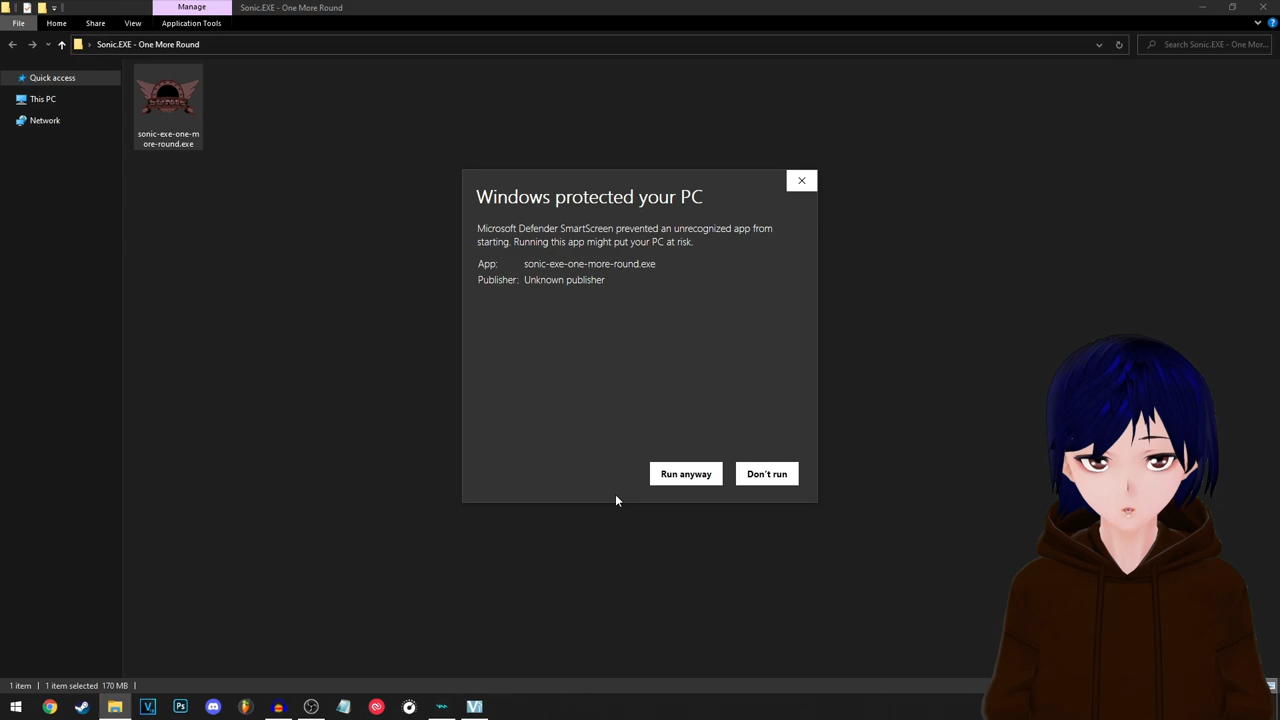 Manage
Sonic.EXE - One More Round
File
Home
Share
View
Application Tools
Sonic.EXE - One More Round
Search Sonic.EXE - One Mor...
Quick access
This PC
Network
sonic-exe-one-m
ore-round.exe
Windows protected your PC
Microsoft Defender SmartScreen prevented an unrecognized app from
starting. Running this app might put your PC at risk.
App: sonic-exe-one-more-round.exe
Publisher: Unknown publisher
Run anyway
Don't run
1 item
1 item selected 170 MB
Ps